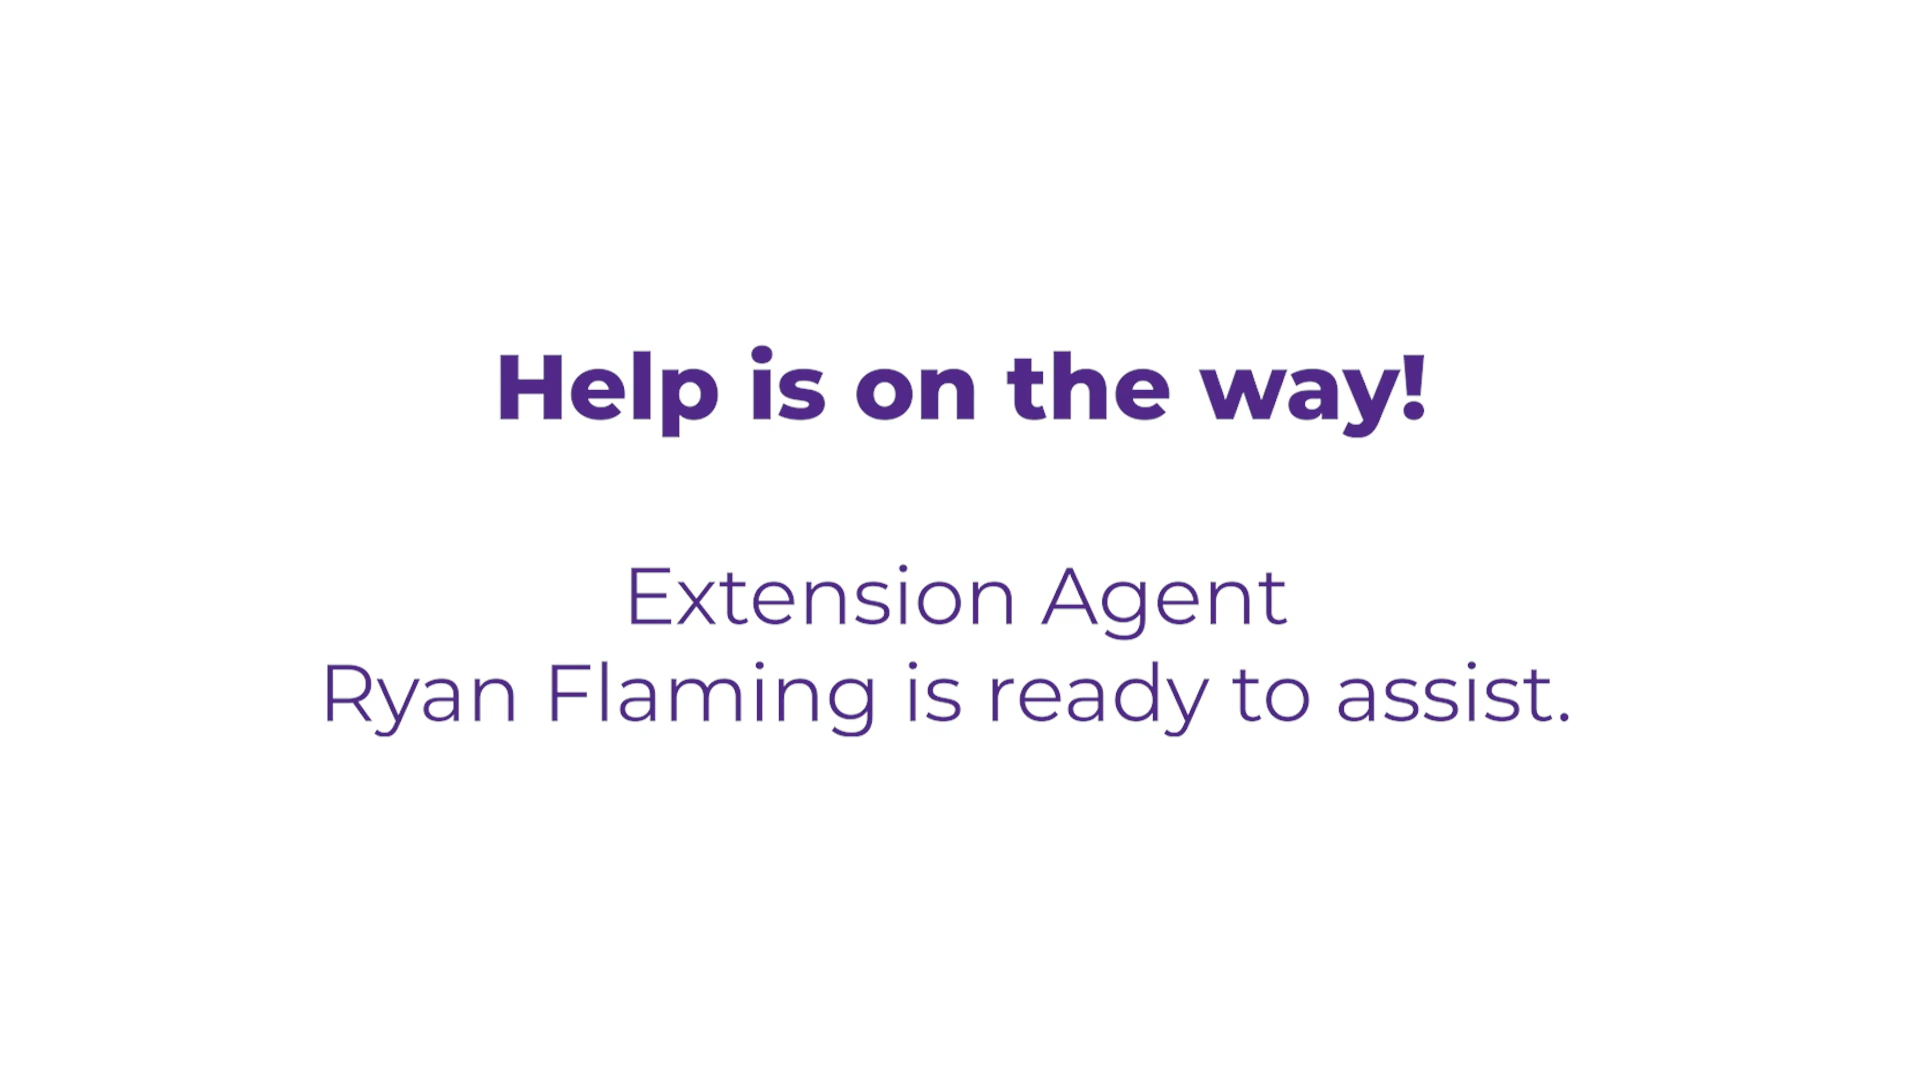 Help is on the way!
Extension Agent
Ryan Flaming is ready to assist.